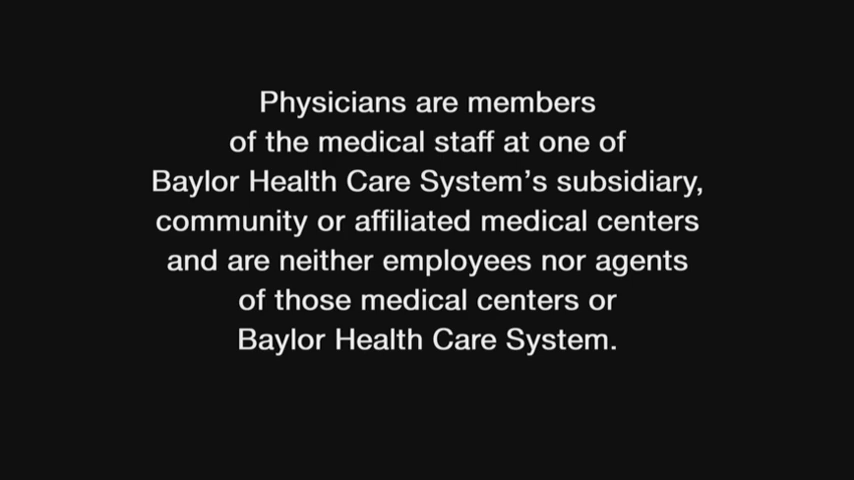 Physicians are members
of the medical staff at one of
Baylor Health Care System’s subsidiary,
community or affiliated medical centers
and are neither employees nor agents
of those medical centers or
Baylor Health Care System.